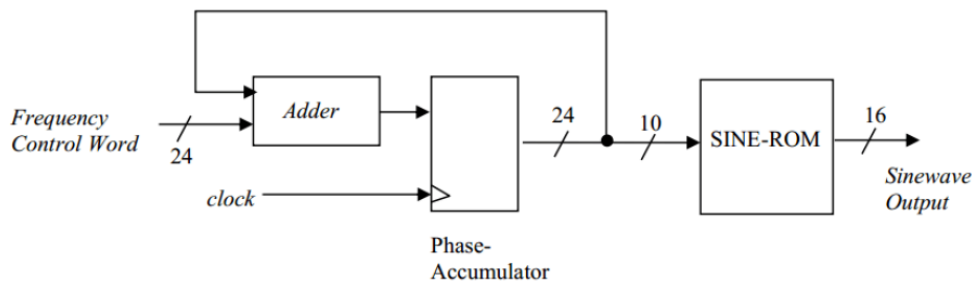 Frequency
Control Word
24
Adder
clock
Phase-
Accumulator
24
10
SINE-ROM
16
Sinewave
Output